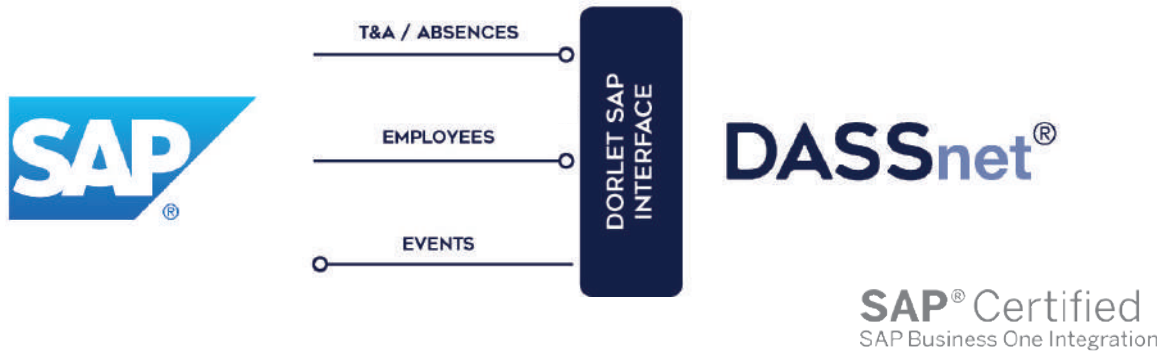 SAP®
T&A / ABSENCES
EMPLOYEES
EVENTS
DORLET SAP
INTERFACE
DASSnet®
SAP® Certified
SAP Business One Integration